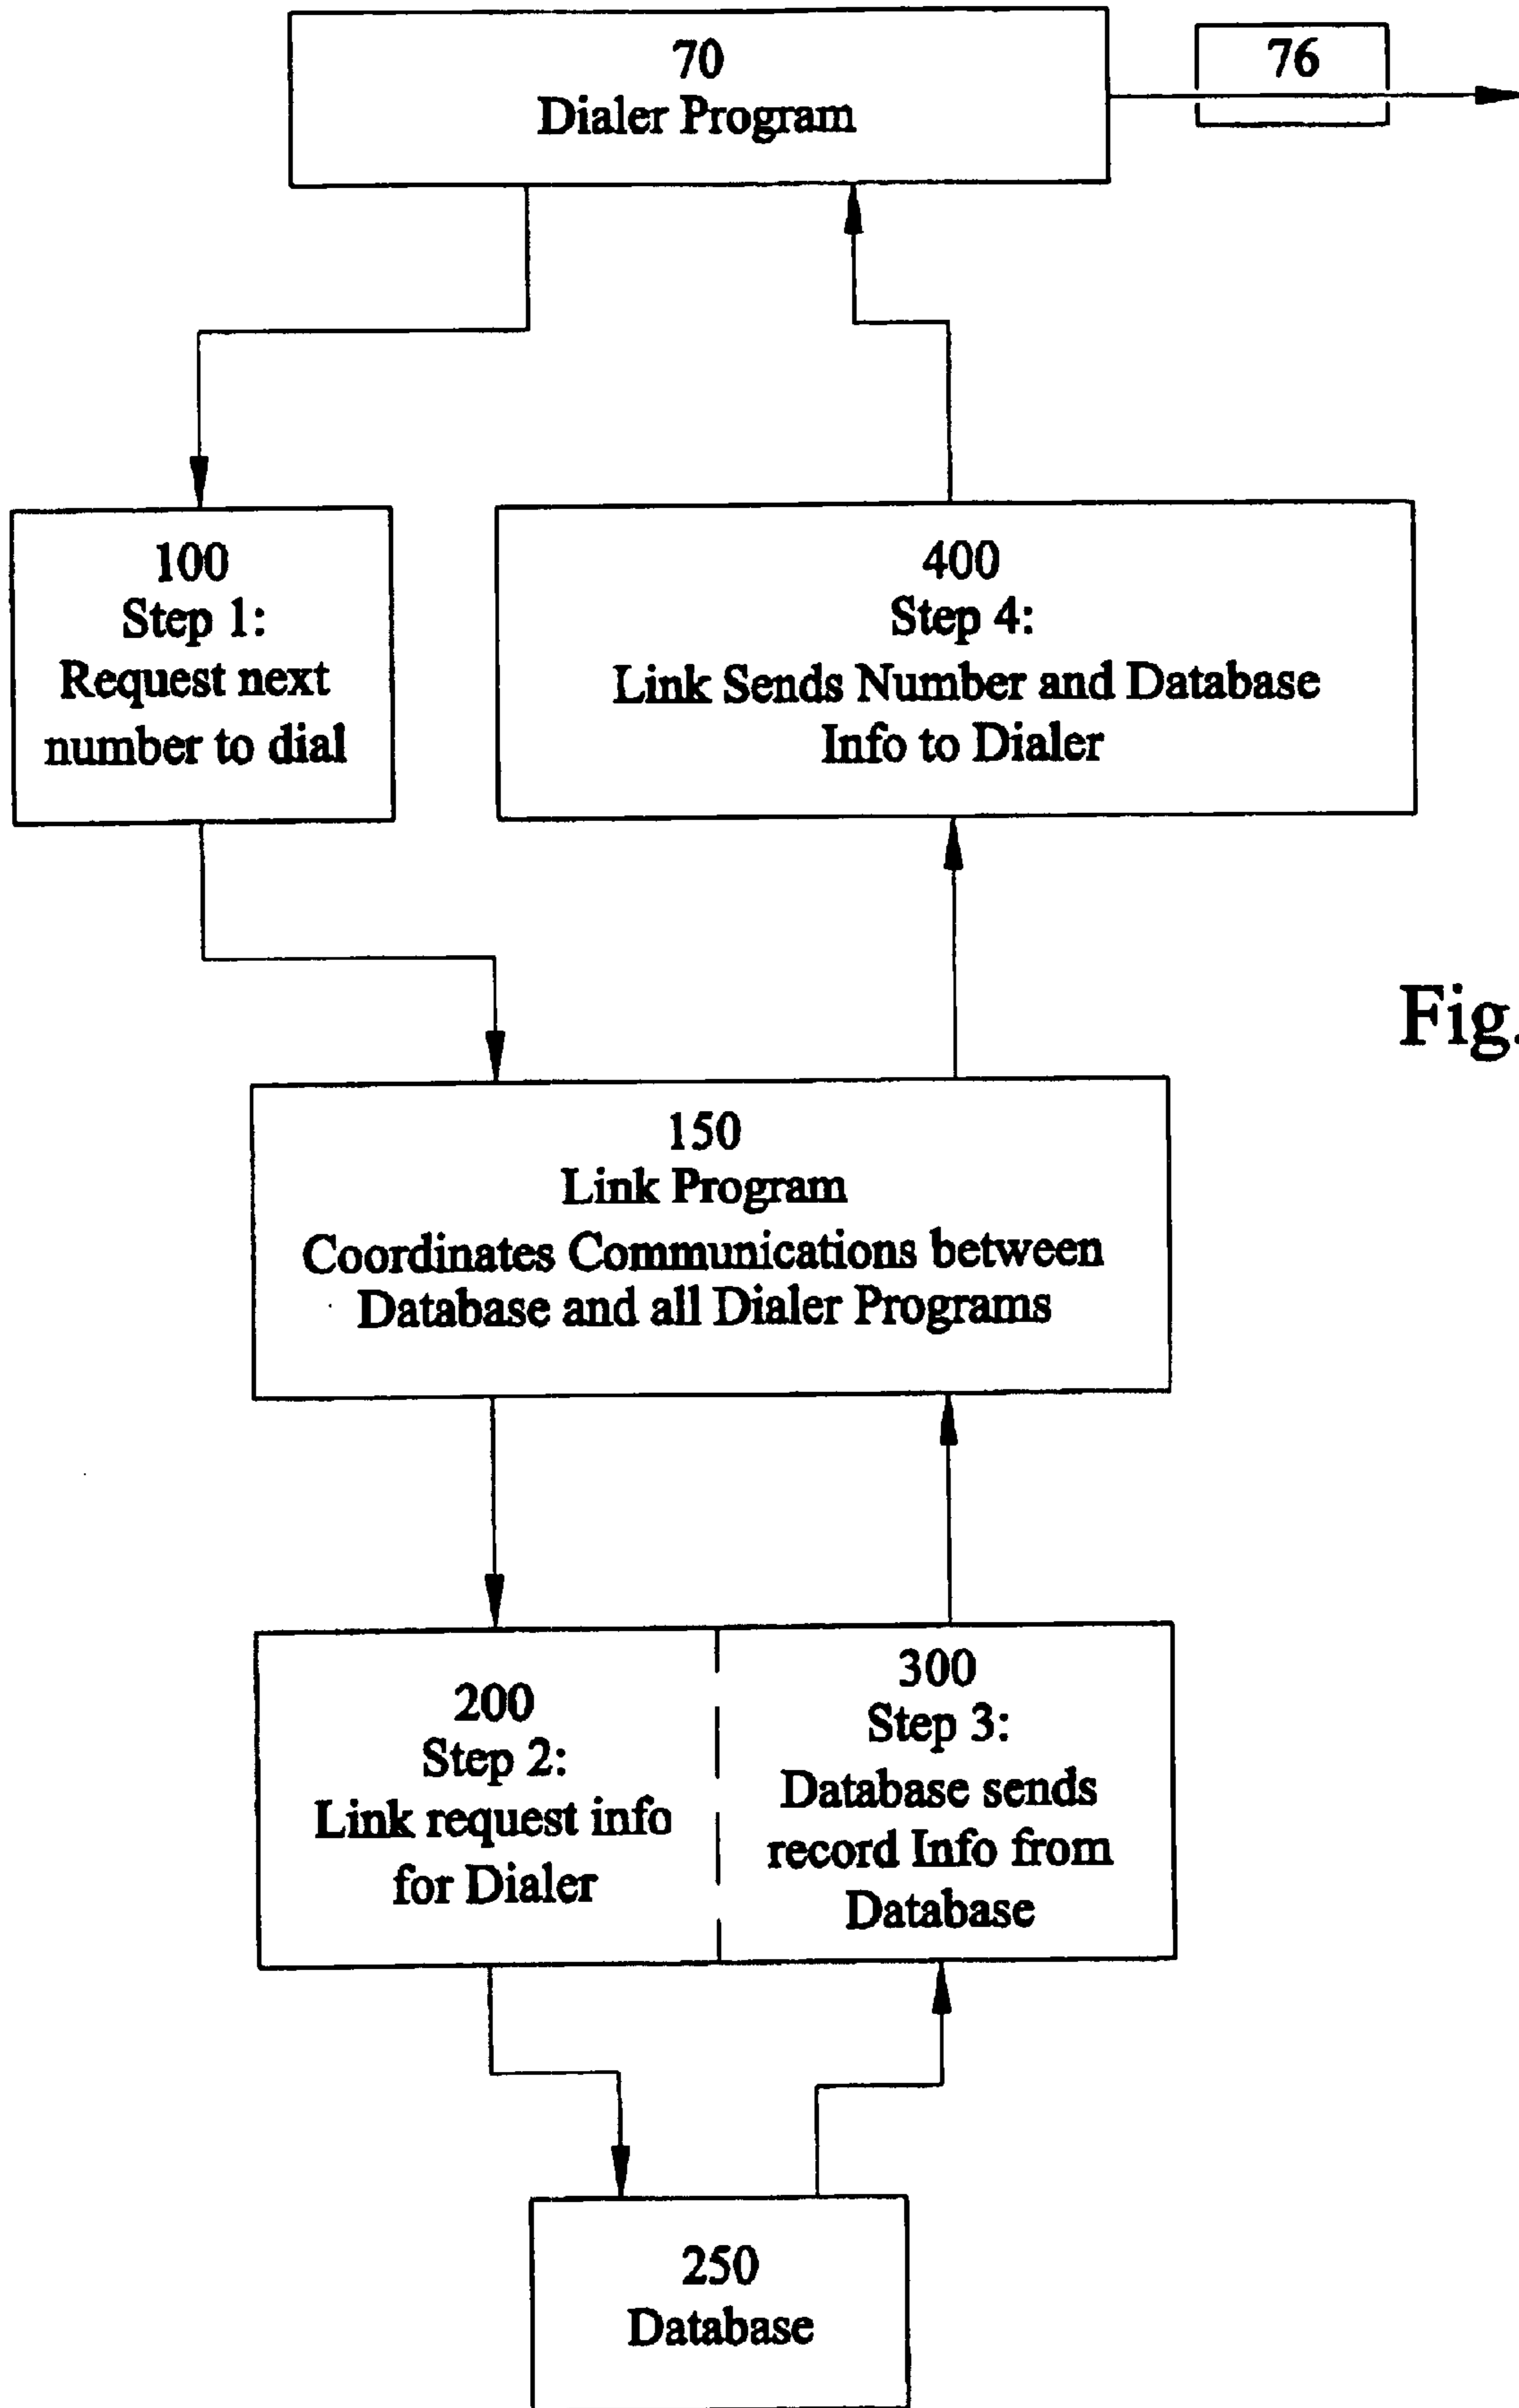 70
Dialer Program
76
100
Step 1:
Request next
number to dial
400
Step 4:
Link Sends Number and Database
Info to Dialer
Fig.
150
Link Program
Coordinates Communications between
Database and all Dialer Programs
200
Step 2:
Link request info
for Dialer
300
Step 3:
Database sends
record Info from
Database
250
Database